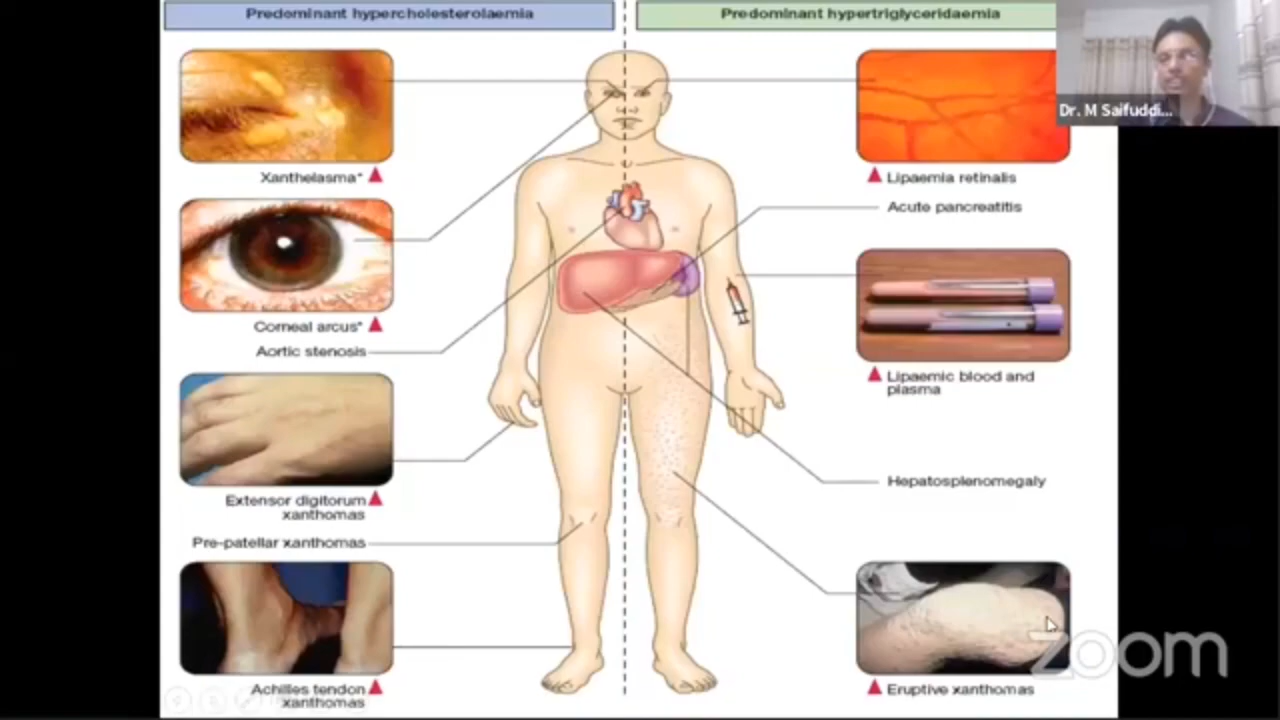 Predominant hypercholesterolaemia
Predominant hypertriglyceridaemia
Dr. M Saifuddi...
Xanthelasma*
Lipaemia retinalis
Acute pancreatitis
Corneal arcus*
Aortic stenosis
Lipaemic blood and
plasma
Hepatosplenomegaly
Extensor digitorum
xanthomas
Pre-patellar xanthomas
Achilles tendon
xanthomas
Eruptive xanthomas
zoom